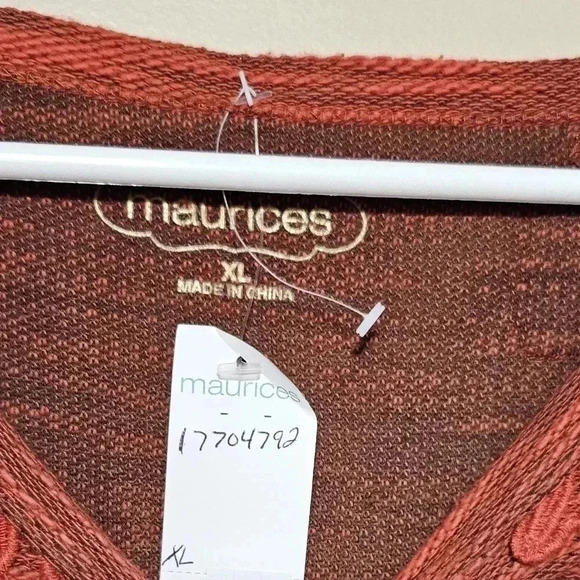 maurices
XL
MADE IN CHINA
maurices
- -
17704792
XL